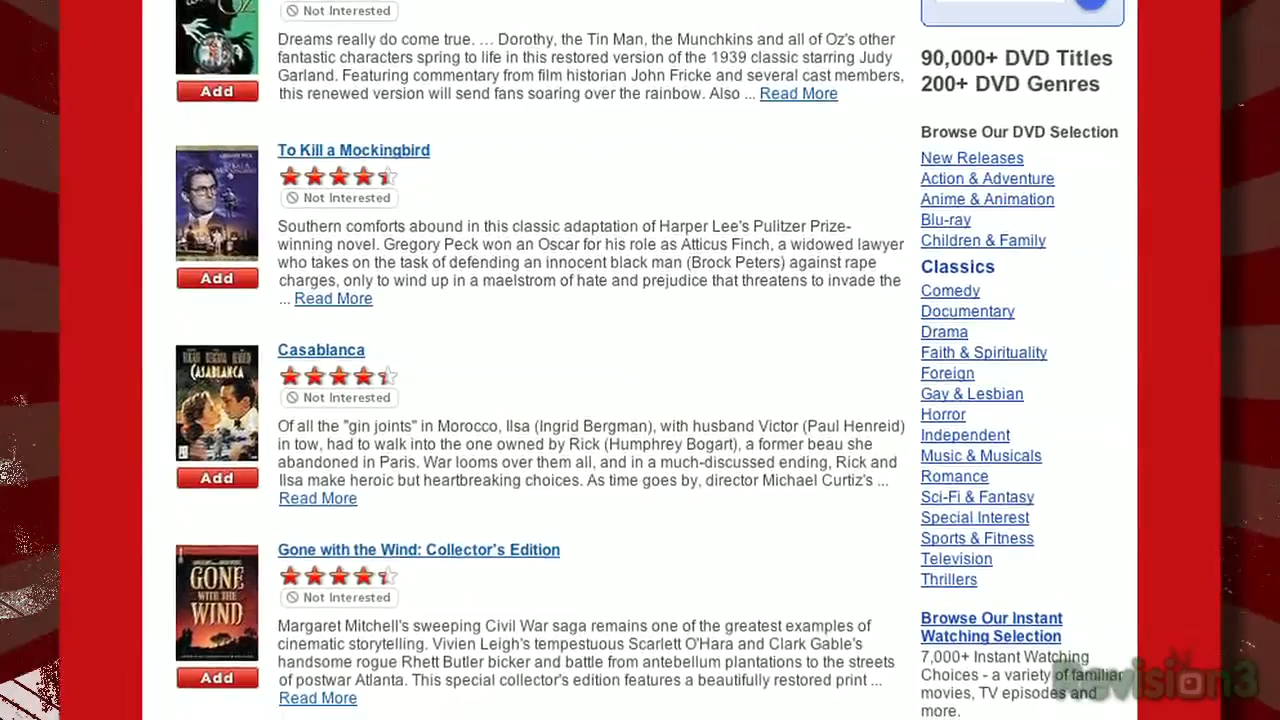 Oz
Not Interested
Dreams really do come true. ... Dorothy, the Tin Man, the Munchkins and all of Oz's other
fantastic characters spring to life in this restored version of the 1939 classic starring Judy
Garland. Featuring commentary from film historian John Fricke and several cast members,
this renewed version will send fans soaring over the rainbow. Also ... Read More
Add
To Kill a Mockingbird
Not Interested
Southern comforts abound in this classic adaptation of Harper Lee's Pulitzer Prize-
winning novel. Gregory Peck won an Oscar for his role as Atticus Finch, a widowed lawyer
who takes on the task of defending an innocent black man (Brock Peters) against rape
charges, only to wind up in a maelstrom of hate and prejudice that threatens to invade the
... Read More
Add
Casablanca
CASABLANCA
Not Interested
Of all the "gin joints" in Morocco, Ilsa (Ingrid Bergman), with husband Victor (Paul Henreid)
in tow, had to walk into the one owned by Rick (Humphrey Bogart), a former beau she
abandoned in Paris. War looms over them all, and in a much-discussed ending, Rick and
Ilsa make heroic but heartbreaking choices. As time goes by, director Michael Curtiz's ...
Read More
Add
Gone with the Wind: Collector's Edition
GONE
WITH THE
WIND
Not Interested
Margaret Mitchell's sweeping Civil War saga remains one of the greatest examples of
cinematic storytelling. Vivien Leigh's tempestuous Scarlett O'Hara and Clark Gable's
handsome rogue Rhett Butler bicker and battle from antebellum plantations to the streets
of postwar Atlanta. This special collector's edition features a beautifully restored print ...
Read More
Add
90,000+ DVD Titles
200+ DVD Genres
Browse Our DVD Selection
New Releases
Action & Adventure
Anime & Animation
Blu-ray
Children & Family
Classics
Comedy
Documentary
Drama
Faith & Spirituality
Foreign
Gay & Lesbian
Horror
Independent
Music & Musicals
Romance
Sci-Fi & Fantasy
Special Interest
Sports & Fitness
Television
Thrillers
Browse Our Instant
Watching Selection
7,000+ Instant Watching
Choices - a variety of familiar
movies, TV episodes and
more.
Revision3